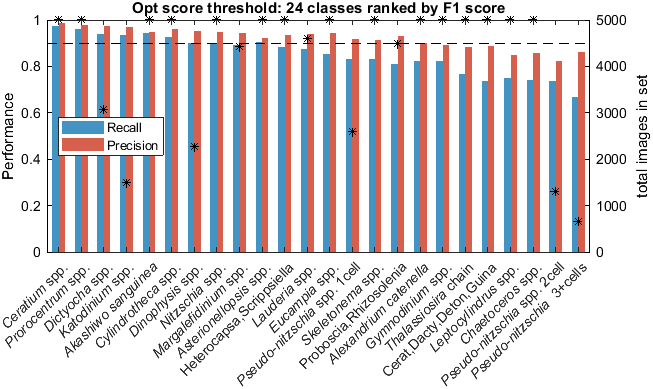 Opt score threshold: 24 classes ranked by F1 score
1
0.8
0.6
0.4
0.2
0
Performance
Recall
Precision
5000
4000
3000
2000
1000
0
total images in set
Ceratium spp.
Prorocentrum spp.
Dictyocha spp.
Katodinium spp.
Akashiwo sanguinea
Cylindrotheca spp.
Dinophysis spp.
Nitzschia spp.
Margalefidinium spp.
Asterionellopsis spp.
Heterocapsa,Scrippsiella
Lauderia spp.
Eucampia spp.
Pseudo-nitzschia spp. 1cell
Skeletonema spp.
Proboscia,Rhizosolenia
Alexandrium catenella
Gymnodinium spp.
Thalassiosira chain
Cerat,Dacty,Deton,Guina
Leptocylindrus spp.
Chaetoceros spp.
Pseudo-nitzschia spp. 2cell
Pseudo-nitzschia 3+cells